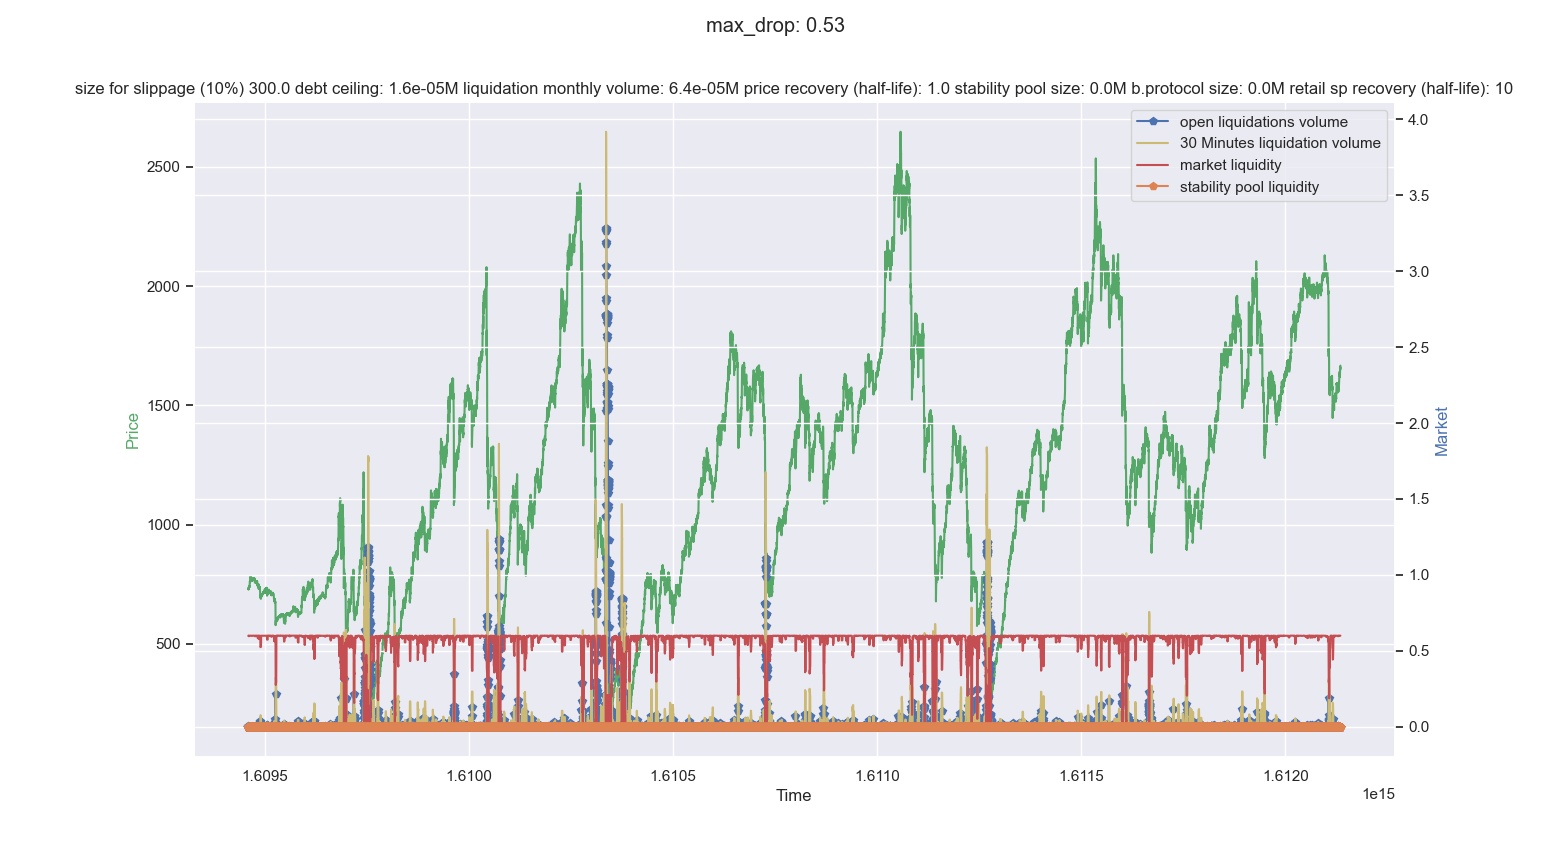 max_drop: 0.53
size for slippage (10%) 300.0 debt ceiling: 1.6e-05M liquidation monthly volume: 6.4e-05M price recovery (half-life): 1.0 stability pool size: 0.0M b.protocol size: 0.0M retail sp recovery (half-life): 10
open liquidations volume
30 Minutes liquidation volume
market liquidity
stability pool liquidity
2500
2000
1500
1000
500
Price
4.0
3.5
3.0
2.5
2.0
1.5
1.0
0.5
0.0
Market
1.6095
1.6100
1.6105
1.6110
1.6115
1.6120
1e15
Time